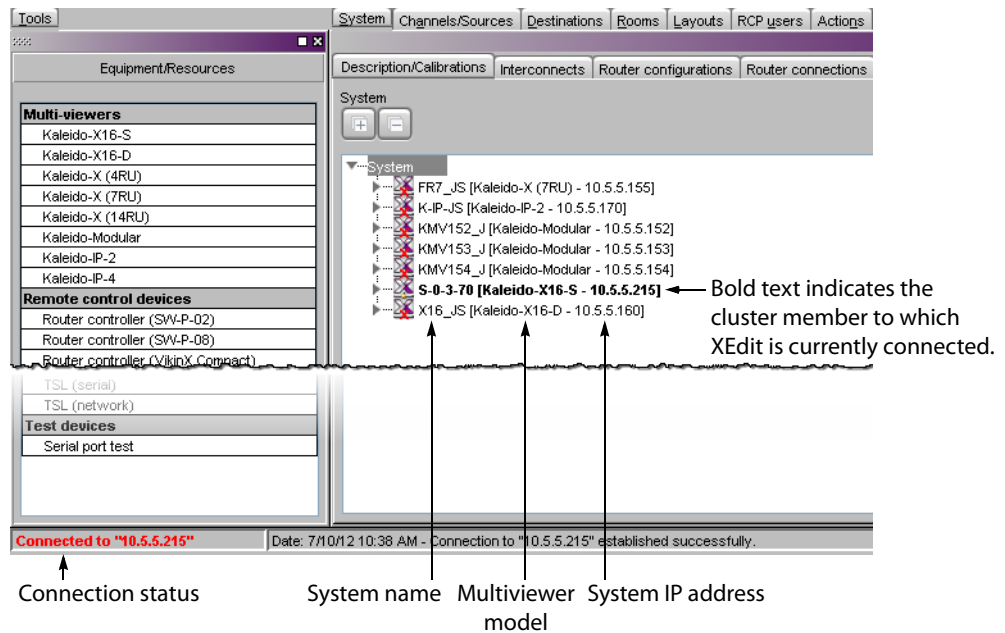 Tools
System Channels/Sources Destinations Rooms Layouts RCP users Actions
Equipment/Resources
Description/Calibrations Interconnects Router configurations Router connections
System
Multi-viewers
Kaleido-X16-S
Kaleido-X16-D
Kaleido-X (4RU)
Kaleido-X (7RU)
Kaleido-X (14RU)
Kaleido-Modular
Kaleido-IP-2
Kaleido-IP-4
Remote control devices
Router controller (SW-P-02)
Router controller (SW-P-08)
Router controller (VikinX Compact)
TSL (serial)
TSL (network)
Test devices
Serial port test
System
FR7_JS [Kaleido-X (7RU) - 10.5.5.155]
K-IP-JS [Kaleido-IP-2 - 10.5.5.170]
KMV152_J [Kaleido-Modular - 10.5.5.152]
KMV153_J [Kaleido-Modular - 10.5.5.153]
KMV154_J [Kaleido-Modular - 10.5.5.154]
S-0-3-70 [Kaleido-X16-S - 10.5.5.215]
X16_JS [Kaleido-X16-D - 10.5.5.160]
Bold text indicates the
cluster member to which
XEdit is currently connected.
Connected to "10.5.5.215"
Date: 7/10/12 10:38 AM - Connection to "10.5.5.215" established successfully.
Connection status
System name
Multiviewer
model
System IP address